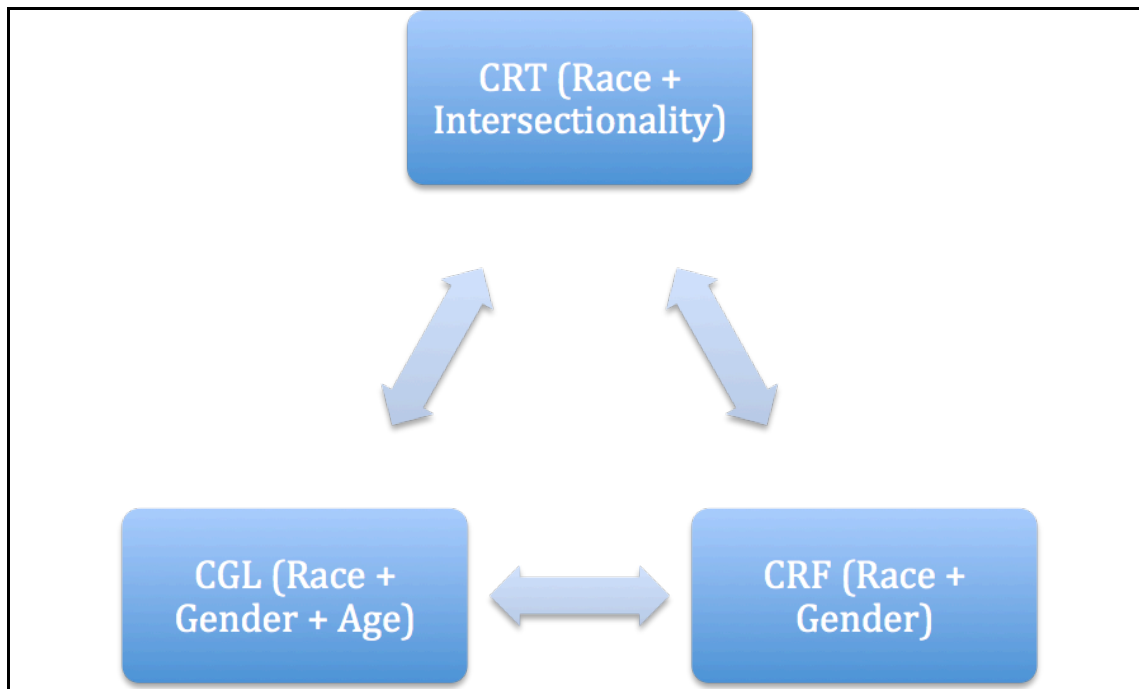 CRT (Race +
Intersectionality)
CGL (Race +
Gender + Age)
CRF (Race +
Gender)